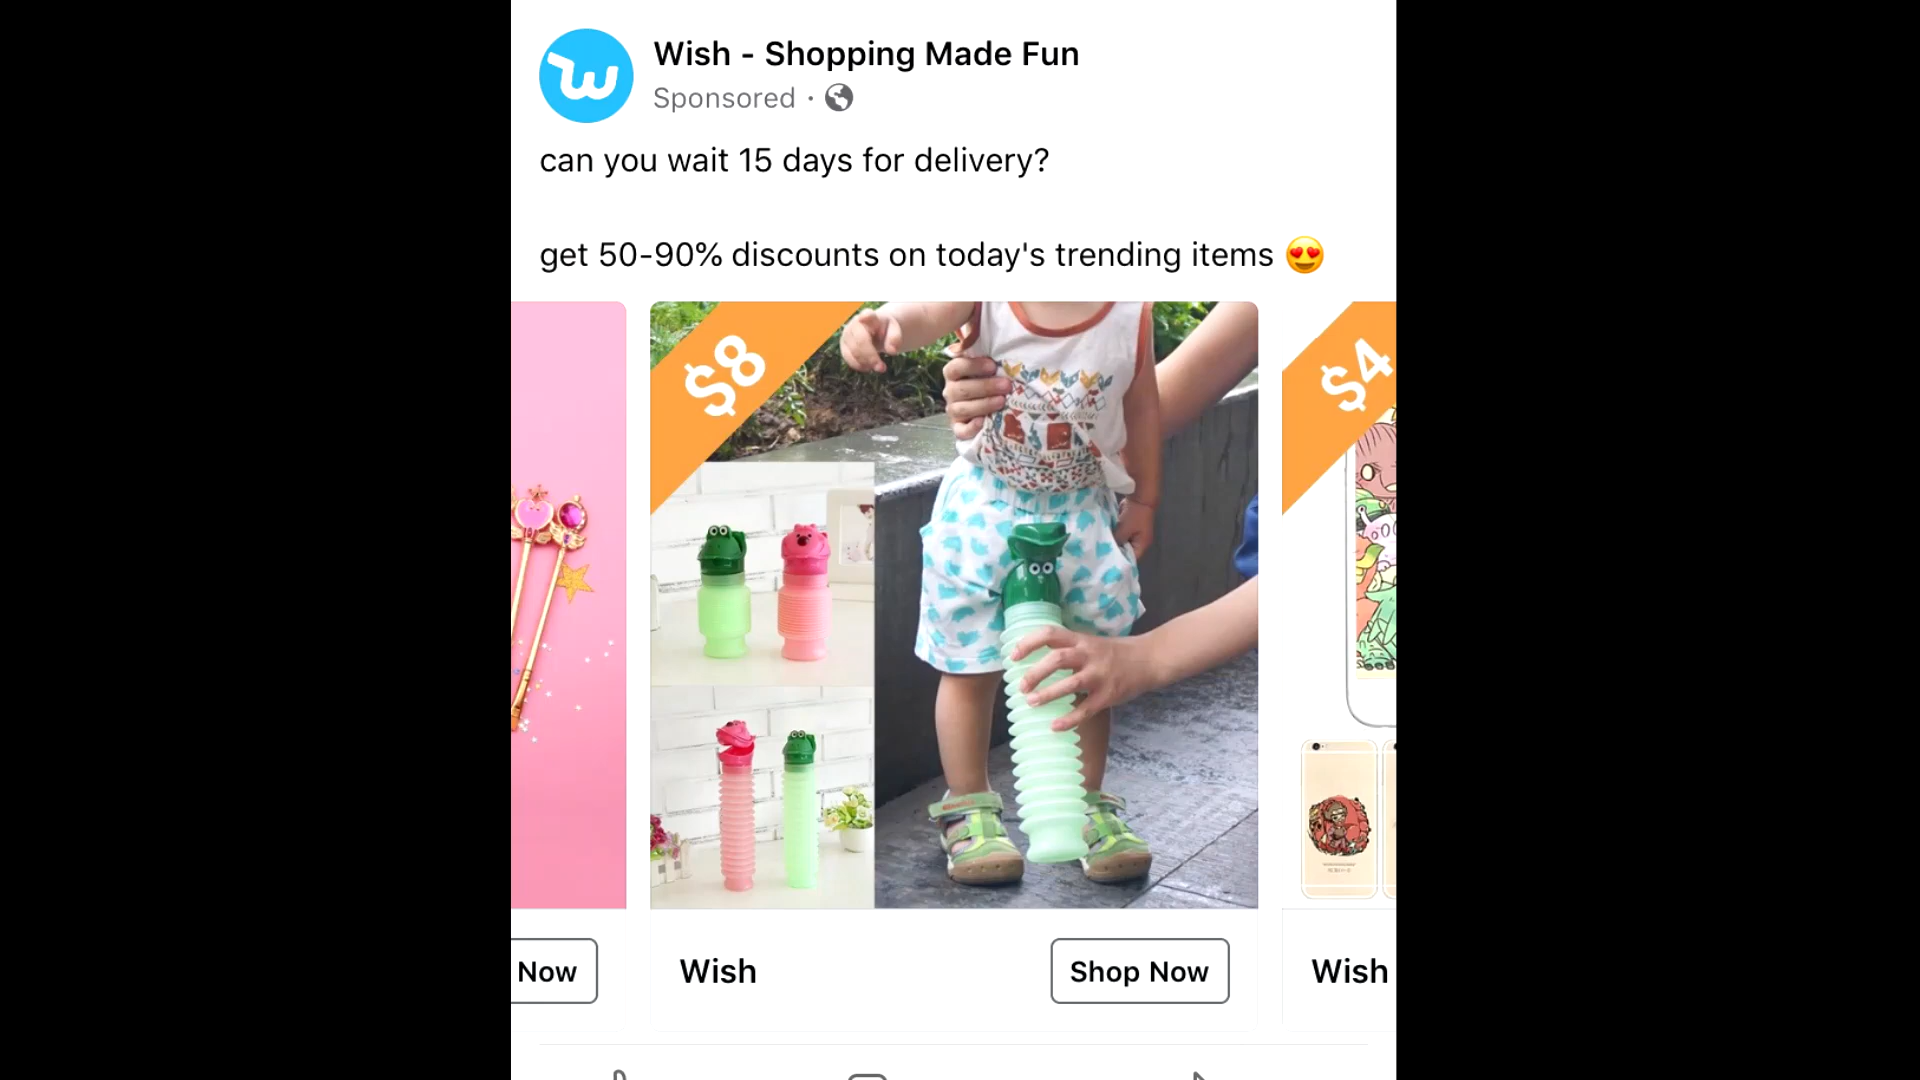 Wish - Shopping Made Fun
Sponsored ·
can you wait 15 days for delivery?
get 50-90% discounts on today's trending items 😍
$8
$4
Now
Wish
Shop Now
Wish